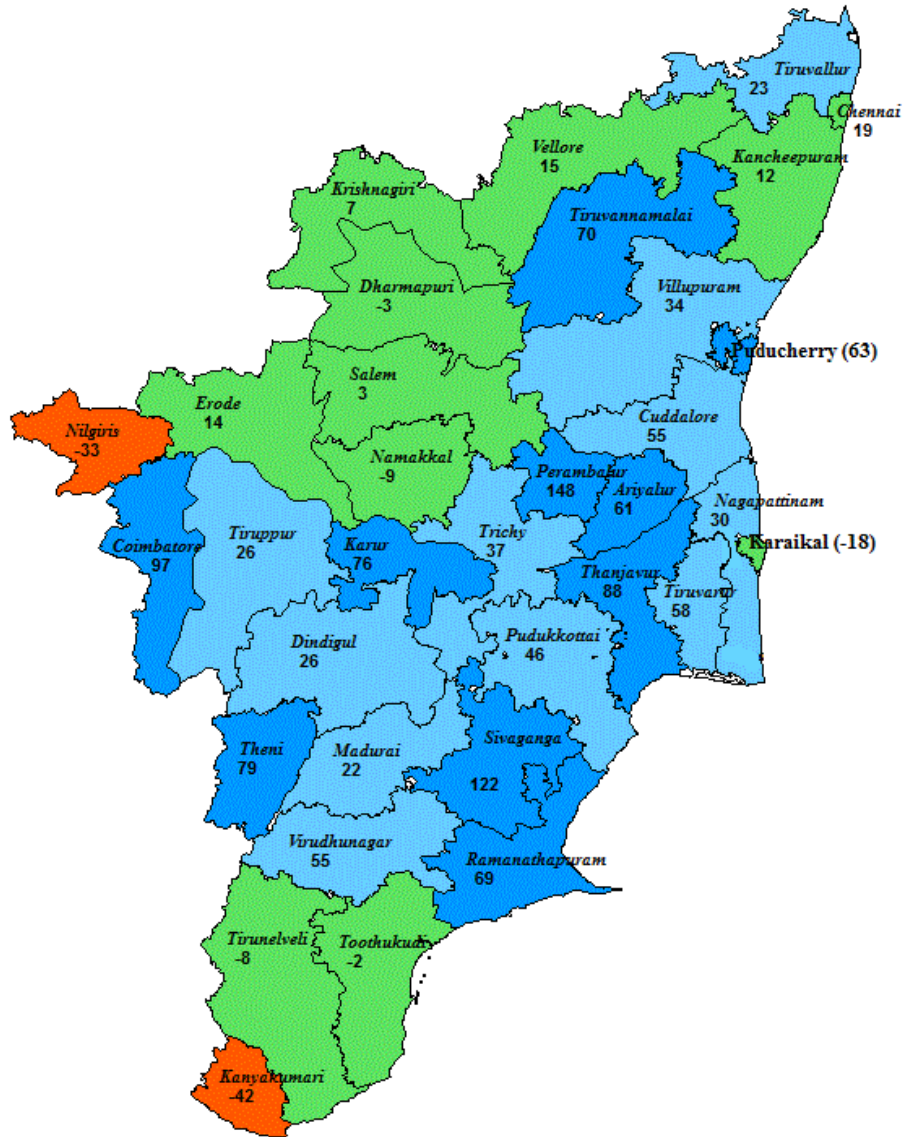 Tiruvallur
23
Chennai
19
Vellore
15
Kancheepuram
12
Krishnagiri
7
Tiruvannamalai
70
Dharmapuri
-3
Villupuram
34
Puducherry (63)
Salem
3
Erode
14
Cuddalore
55
Nilgiris
-33
Namakkal
-9
Perambalur
148
Ariyalur
61
Nagapattinam
30
Tiruppur
26
Coimbatore
97
Karur
76
Trichy
37
Karaikal (-18)
Thanjavur
88
Tiruvarur
58
Dindigul
26
Pudukkottai
46
Theni
79
Madurai
22
Sivaganga
122
Virudhunagar
55
Ramanathapuram
69
Tirunelveli
-8
Toothukudi
-2
Kanyakumari
-42